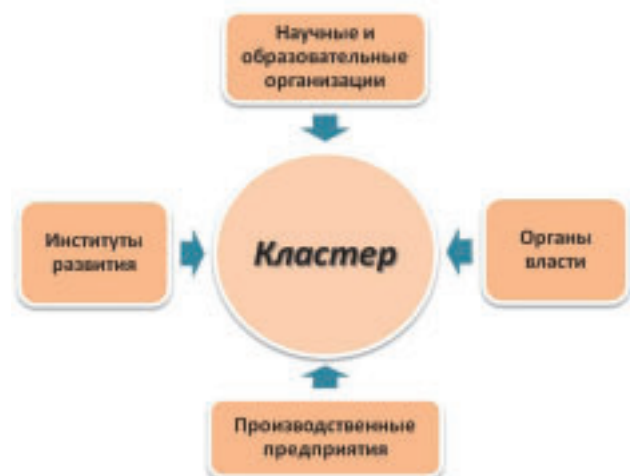 Научные и
образовательные
организации
Институты
развития
Кластер
Органы
власти
Производственные
предприятия